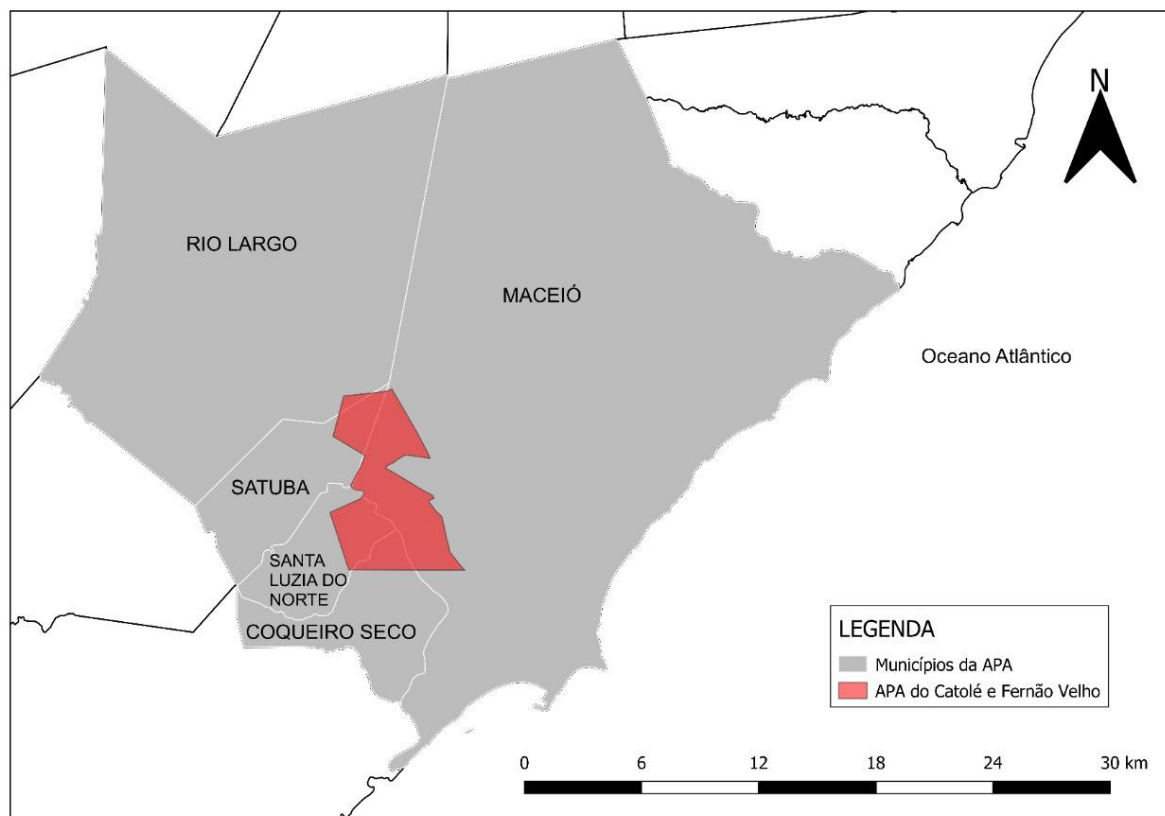 N
RIO LARGO
MACEIÓ
Oceano Atlântico
SATUBA
SANTA
LUZIA DO
NORTE
COQUEIRO SECO
LEGENDA
Municípios da APA
APA do Catolé e Fernão Velho
0 6 12 18 24 30 km